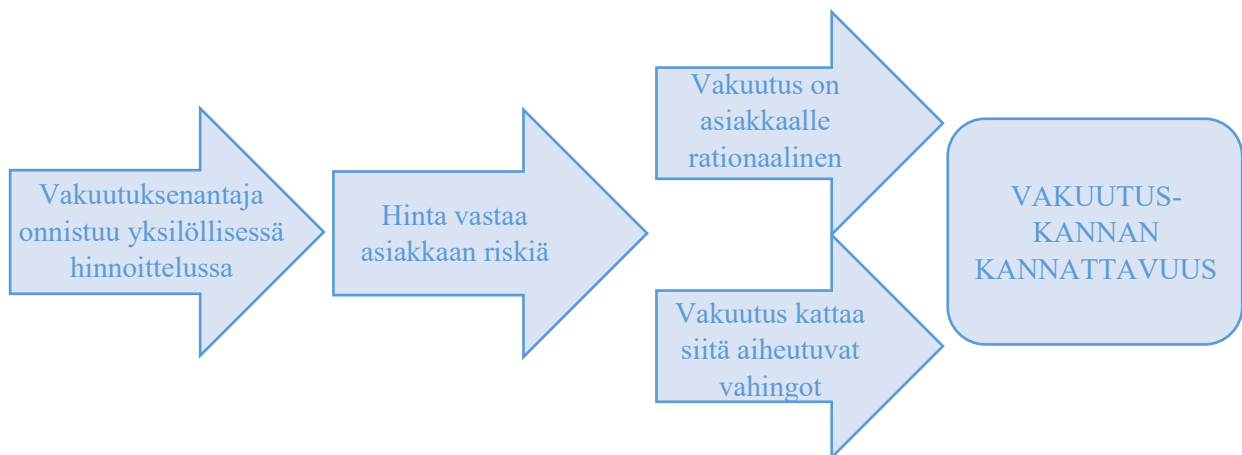 Vakuutuksenantaja
onnistuu yksilöllisessä
hinnoittelussa
Hinta vastaa
asiakkaan riskiä
Vakuutus on
asiakkaalle
rationaalinen
Vakuutus kattaa
siitä aiheutuvat
vahingot
VAKUUTUS-
KANNAN
KANNATTAVUUS